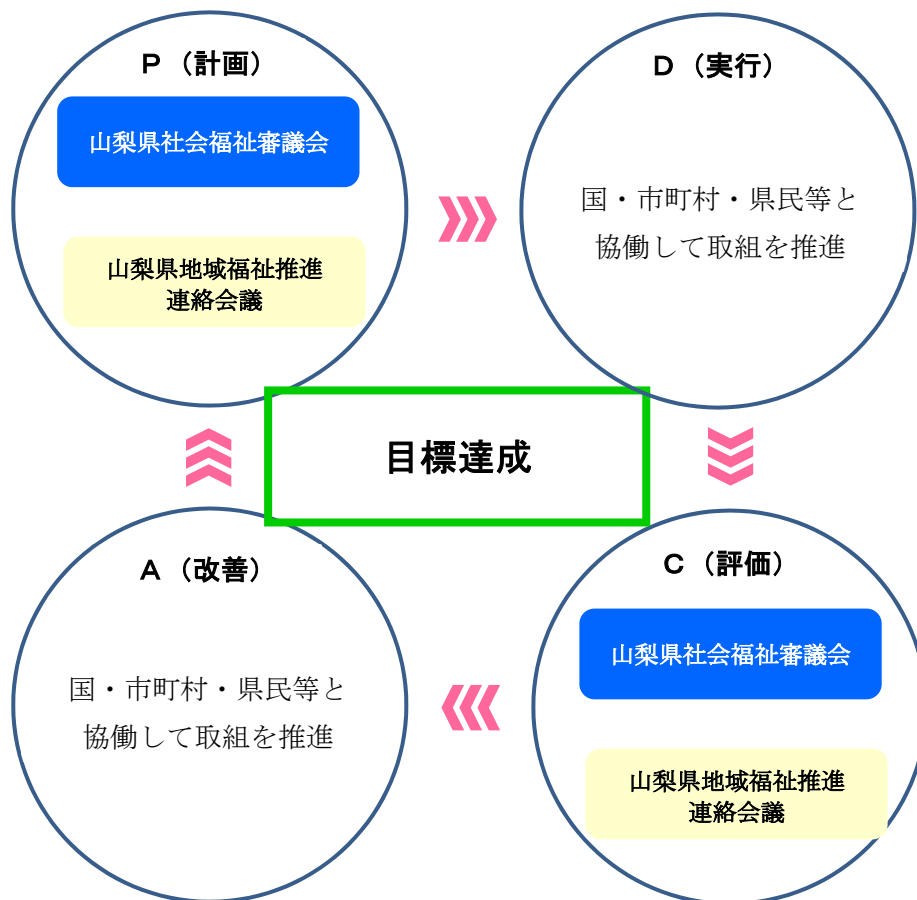 P（計画）
山梨県社会福祉審議会
山梨県地域福祉推進
連絡会議
D（実行）
国・市町村・県民等と
協働して取組を推進
目標達成
A（改善）
国・市町村・県民等と
協働して取組を推進
C（評価）
山梨県社会福祉審議会
山梨県地域福祉推進
連絡会議